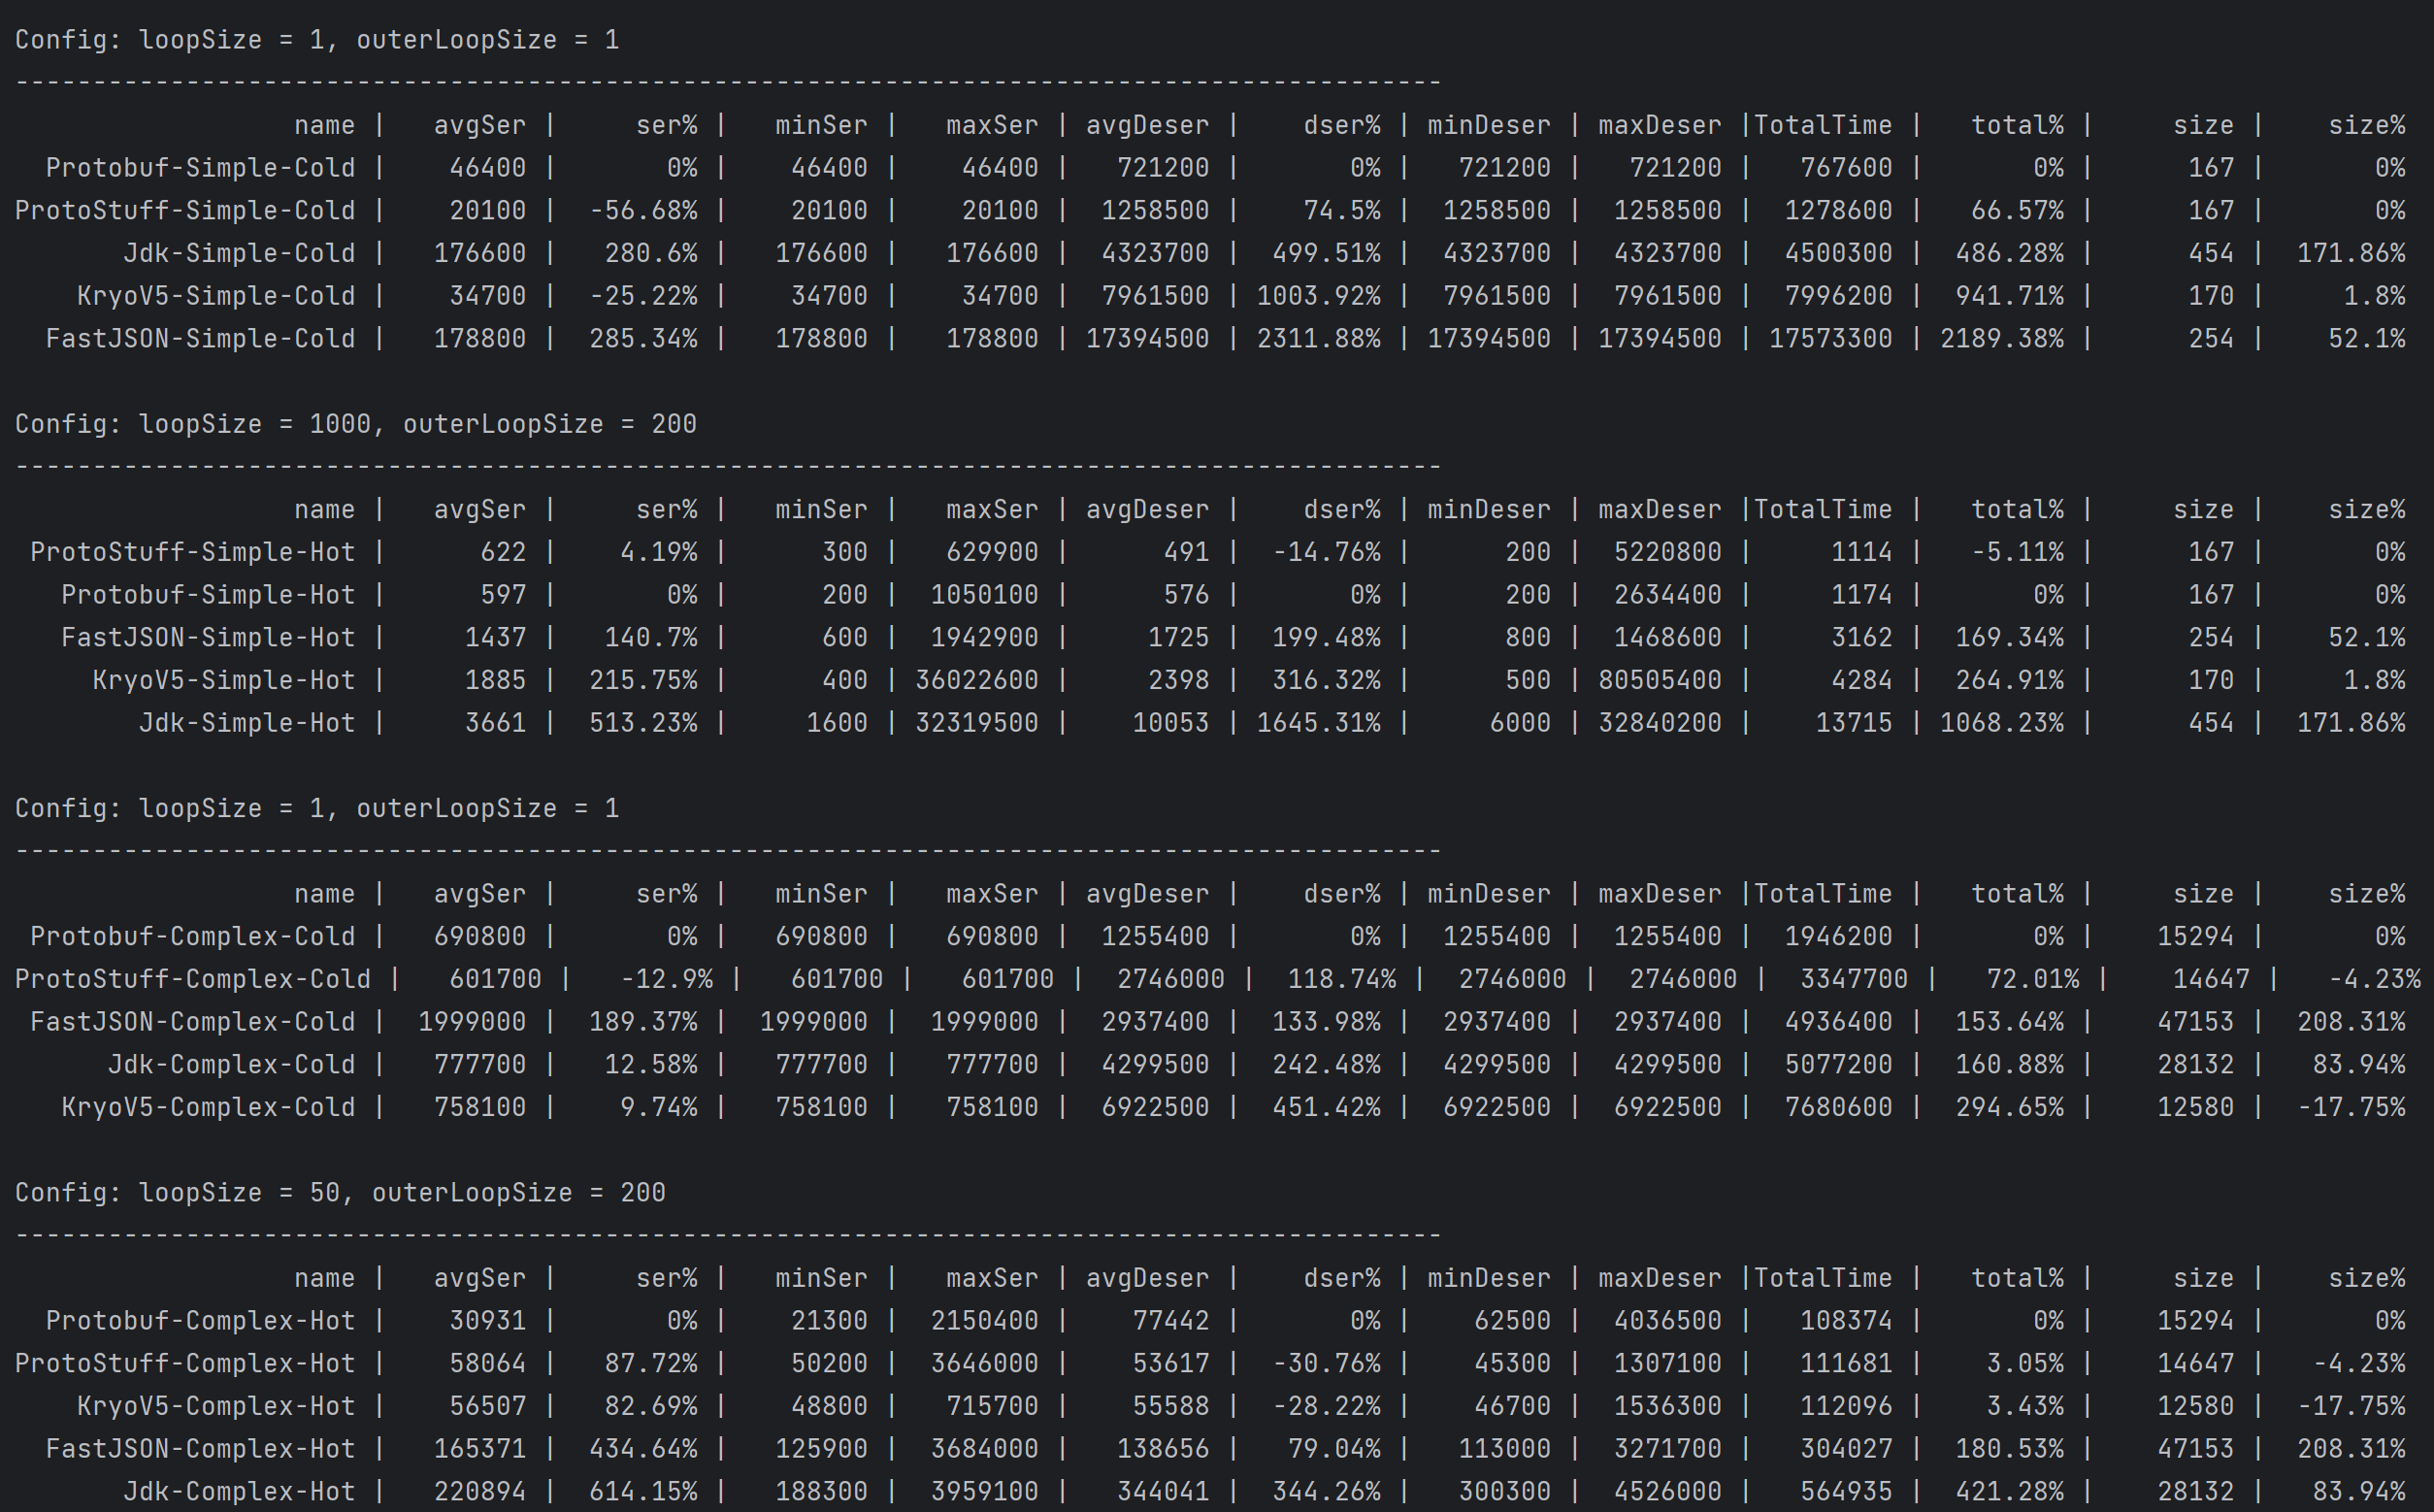 Config: loopSize = 1, outerLoopSize = 1
--------------------------------------------------------------------------------------------
name | avgSer | ser% | minSer | maxSer | avgDeser | dser% | minDeser | maxDeser |TotalTime | total% | size | size%
Protobuf-Simple-Cold | 46400 | 0% | 46400 | 46400 | 721200 | 0% | 721200 | 721200 | 767600 | 0% | 167 | 0%
ProtoStuff-Simple-Cold | 20100 | -56.68% | 20100 | 20100 | 1258500 | 74.5% | 1258500 | 1258500 | 1278600 | 66.57% | 167 | 0%
Jdk-Simple-Cold | 176600 | 280.6% | 176600 | 176600 | 4323700 | 499.51% | 4323700 | 4323700 | 4500300 | 486.28% | 454 | 171.86%
KryoV5-Simple-Cold | 34700 | -25.22% | 34700 | 34700 | 7961500 | 1003.92% | 7961500 | 7961500 | 7996200 | 941.71% | 170 | 1.8%
FastJSON-Simple-Cold | 178800 | 285.34% | 178800 | 178800 | 17394500 | 2311.88% | 17394500 | 17394500 | 17573300 | 2189.38% | 254 | 52.1%
Config: loopSize = 1000, outerLoopSize = 200
--------------------------------------------------------------------------------------------
name | avgSer | ser% | minSer | maxSer | avgDeser | dser% | minDeser | maxDeser |TotalTime | total% | size | size%
ProtoStuff-Simple-Hot | 622 | 4.19% | 300 | 629900 | 491 | -14.76% | 200 | 5220800 | 1114 | -5.11% | 167 | 0%
Protobuf-Simple-Hot | 597 | 0% | 200 | 1050100 | 576 | 0% | 200 | 2634400 | 1174 | 0% | 167 | 0%
FastJSON-Simple-Hot | 1437 | 140.7% | 600 | 1942900 | 1725 | 199.48% | 800 | 1468600 | 3162 | 169.34% | 254 | 52.1%
KryoV5-Simple-Hot | 1885 | 215.75% | 400 | 36022600 | 2398 | 316.32% | 500 | 80505400 | 4284 | 264.91% | 170 | 1.8%
Jdk-Simple-Hot | 3661 | 513.23% | 1600 | 32319500 | 10053 | 1645.31% | 6000 | 32840200 | 13715 | 1068.23% | 454 | 171.86%
Config: loopSize = 1, outerLoopSize = 1
--------------------------------------------------------------------------------------------
name | avgSer | ser% | minSer | maxSer | avgDeser | dser% | minDeser | maxDeser |TotalTime | total% | size | size%
Protobuf-Complex-Cold | 690800 | 0% | 690800 | 690800 | 1255400 | 0% | 1255400 | 1255400 | 1946200 | 0% | 15294 | 0%
ProtoStuff-Complex-Cold | 601700 | -12.9% | 601700 | 601700 | 2746000 | 118.74% | 2746000 | 2746000 | 3347700 | 72.01% | 14647 | -4.23%
FastJSON-Complex-Cold | 1999000 | 189.37% | 1999000 | 1999000 | 2937400 | 133.98% | 2937400 | 2937400 | 4936400 | 153.64% | 47153 | 208.31%
Jdk-Complex-Cold | 777700 | 12.58% | 777700 | 777700 | 4299500 | 242.48% | 4299500 | 4299500 | 5077200 | 160.88% | 28132 | 83.94%
KryoV5-Complex-Cold | 758100 | 9.74% | 758100 | 758100 | 6922500 | 451.42% | 6922500 | 6922500 | 7680600 | 294.65% | 12580 | -17.75%
Config: loopSize = 50, outerLoopSize = 200
--------------------------------------------------------------------------------------------
name | avgSer | ser% | minSer | maxSer | avgDeser | dser% | minDeser | maxDeser |TotalTime | total% | size | size%
Protobuf-Complex-Hot | 30931 | 0% | 21300 | 2150400 | 77442 | 0% | 62500 | 4036500 | 108374 | 0% | 15294 | 0%
ProtoStuff-Complex-Hot | 58064 | 87.72% | 50200 | 3646000 | 53617 | -30.76% | 45300 | 1307100 | 111681 | 3.05% | 14647 | -4.23%
KryoV5-Complex-Hot | 56507 | 82.69% | 48800 | 715700 | 55588 | -28.22% | 46700 | 1536300 | 112096 | 3.43% | 12580 | -17.75%
FastJSON-Complex-Hot | 165371 | 434.64% | 125900 | 3684000 | 138656 | 79.04% | 113000 | 3271700 | 304027 | 180.53% | 47153 | 208.31%
Jdk-Complex-Hot | 220894 | 614.15% | 188300 | 3959100 | 344041 | 344.26% | 300300 | 4526000 | 564935 | 421.28% | 28132 | 83.94%